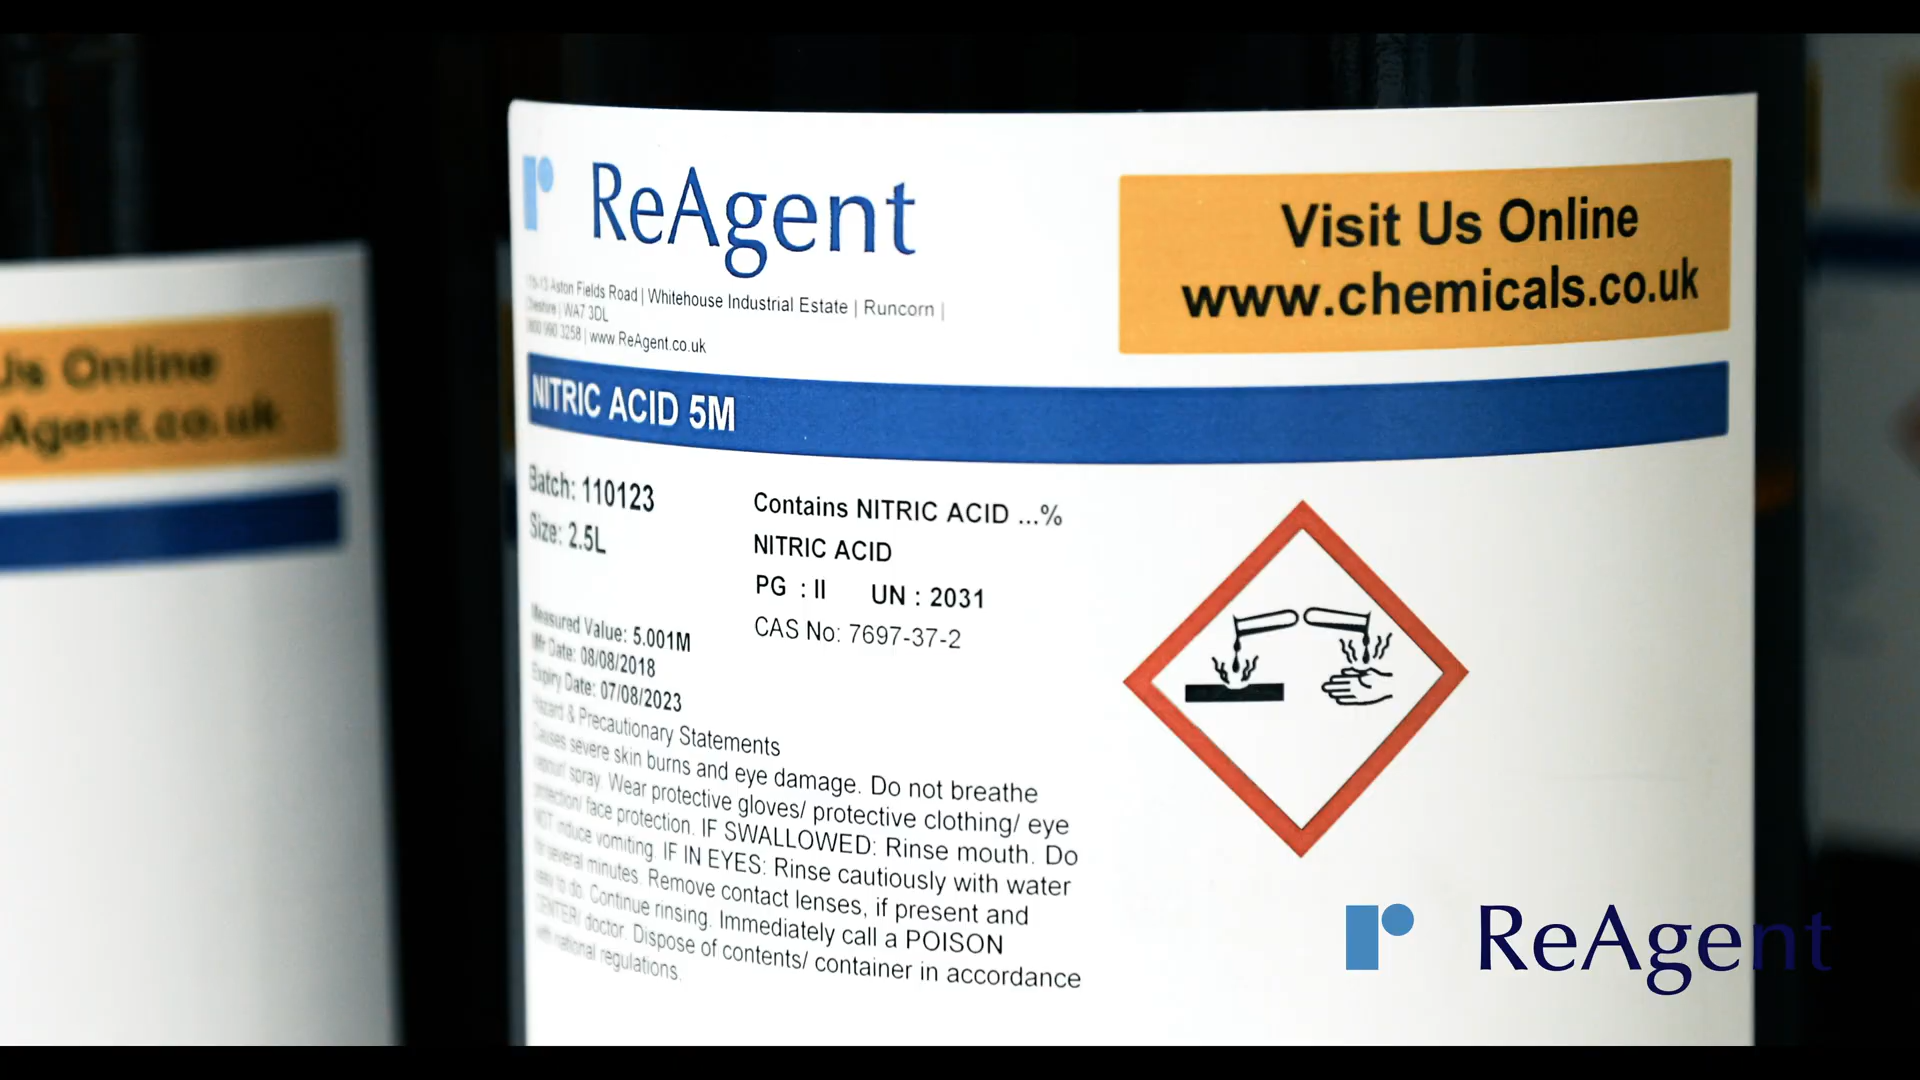 ReAgent
Aston Fields Road | Whitehouse Industrial Estate | Runcorn |
Cheshire | WA7 3DL
0800 990 3258 | www.ReAgent.co.uk
Visit Us Online
www.chemicals.co.uk
NITRIC ACID 5M
Batch: 110123
Size: 2.5L
Contains NITRIC ACID ...%
NITRIC ACID
PG : II UN : 2031
CAS No: 7697-37-2
Measured Value: 5.001M
Mfr Date: 08/08/2018
Expiry Date: 07/08/2023
Hazard & Precautionary Statements
Causes severe skin burns and eye damage. Do not breathe
vapour/ spray. Wear protective gloves/ protective clothing/ eye
protection/ face protection. IF SWALLOWED: Rinse mouth. Do
NOT induce vomiting. IF IN EYES: Rinse cautiously with water
for several minutes. Remove contact lenses, if present and
easy to do. Continue rinsing. Immediately call a POISON
CENTER/ doctor. Dispose of contents/ container in accordance
with national regulations.
Us Online
Agent.co.uk
ReAgent